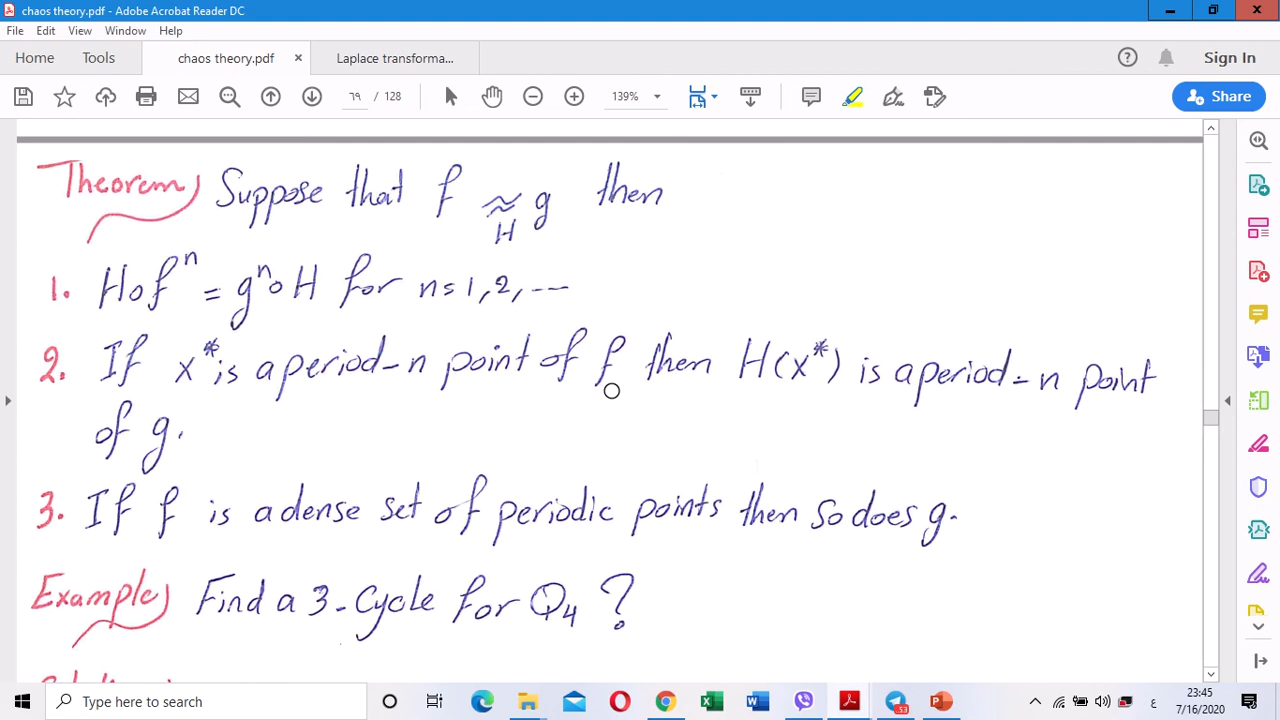 chaos theory.pdf - Adobe Acrobat Reader DC
File Edit View Window Help
Home Tools chaos theory.pdf × Laplace transforma... Sign In
٦٩ / 128 139% Share
Theorem) Suppose that f ≈ g then
H
1. H∘f^n = g^n∘H for n=1,2,---
2. If x* is a period-n point of f then H(x*) is a period-n point
of g.
3. If f is a dense set of periodic points then so does g.
Example) Find a 3-Cycle for Q₄ ?
Type here to search 53 ع 23:45
7/16/2020